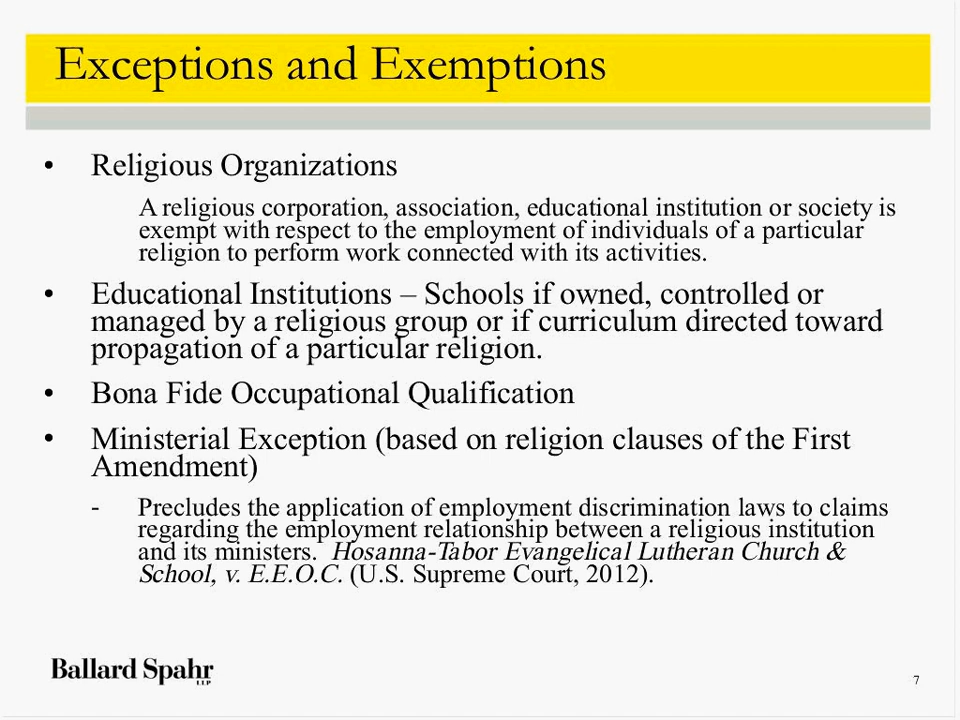 Exceptions and Exemptions
• Religious Organizations
A religious corporation, association, educational institution or society is
exempt with respect to the employment of individuals of a particular
religion to perform work connected with its activities.
• Educational Institutions – Schools if owned, controlled or
managed by a religious group or if curriculum directed toward
propagation of a particular religion.
• Bona Fide Occupational Qualification
• Ministerial Exception (based on religion clauses of the First
Amendment)
- Precludes the application of employment discrimination laws to claims
regarding the employment relationship between a religious institution
and its ministers. Hosanna-Tabor Evangelical Lutheran Church &
School, v. E.E.O.C. (U.S. Supreme Court, 2012).
Ballard Spahr
LLP
7